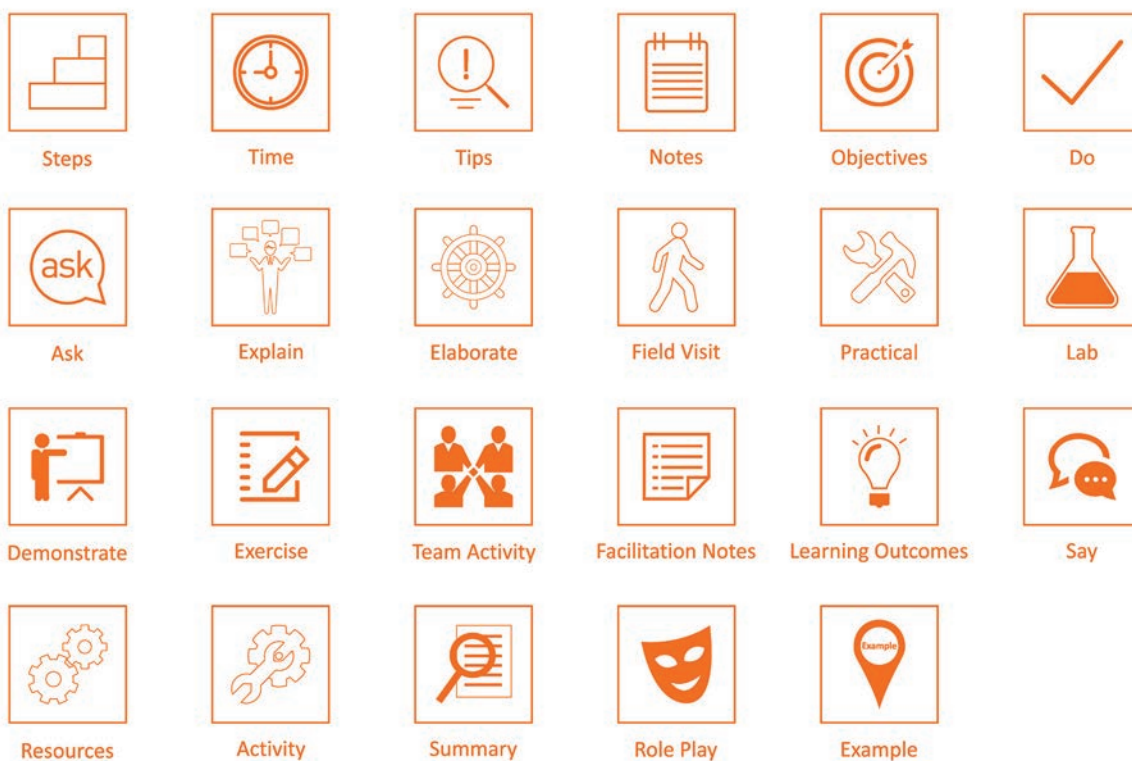 Steps
Time
Tips
Notes
Objectives
Do
ask
Ask
Explain
Elaborate
Field Visit
Practical
Lab
Demonstrate
Exercise
Team Activity
Facilitation Notes
Learning Outcomes
Say
Resources
Activity
Summary
Role Play
Example
Example